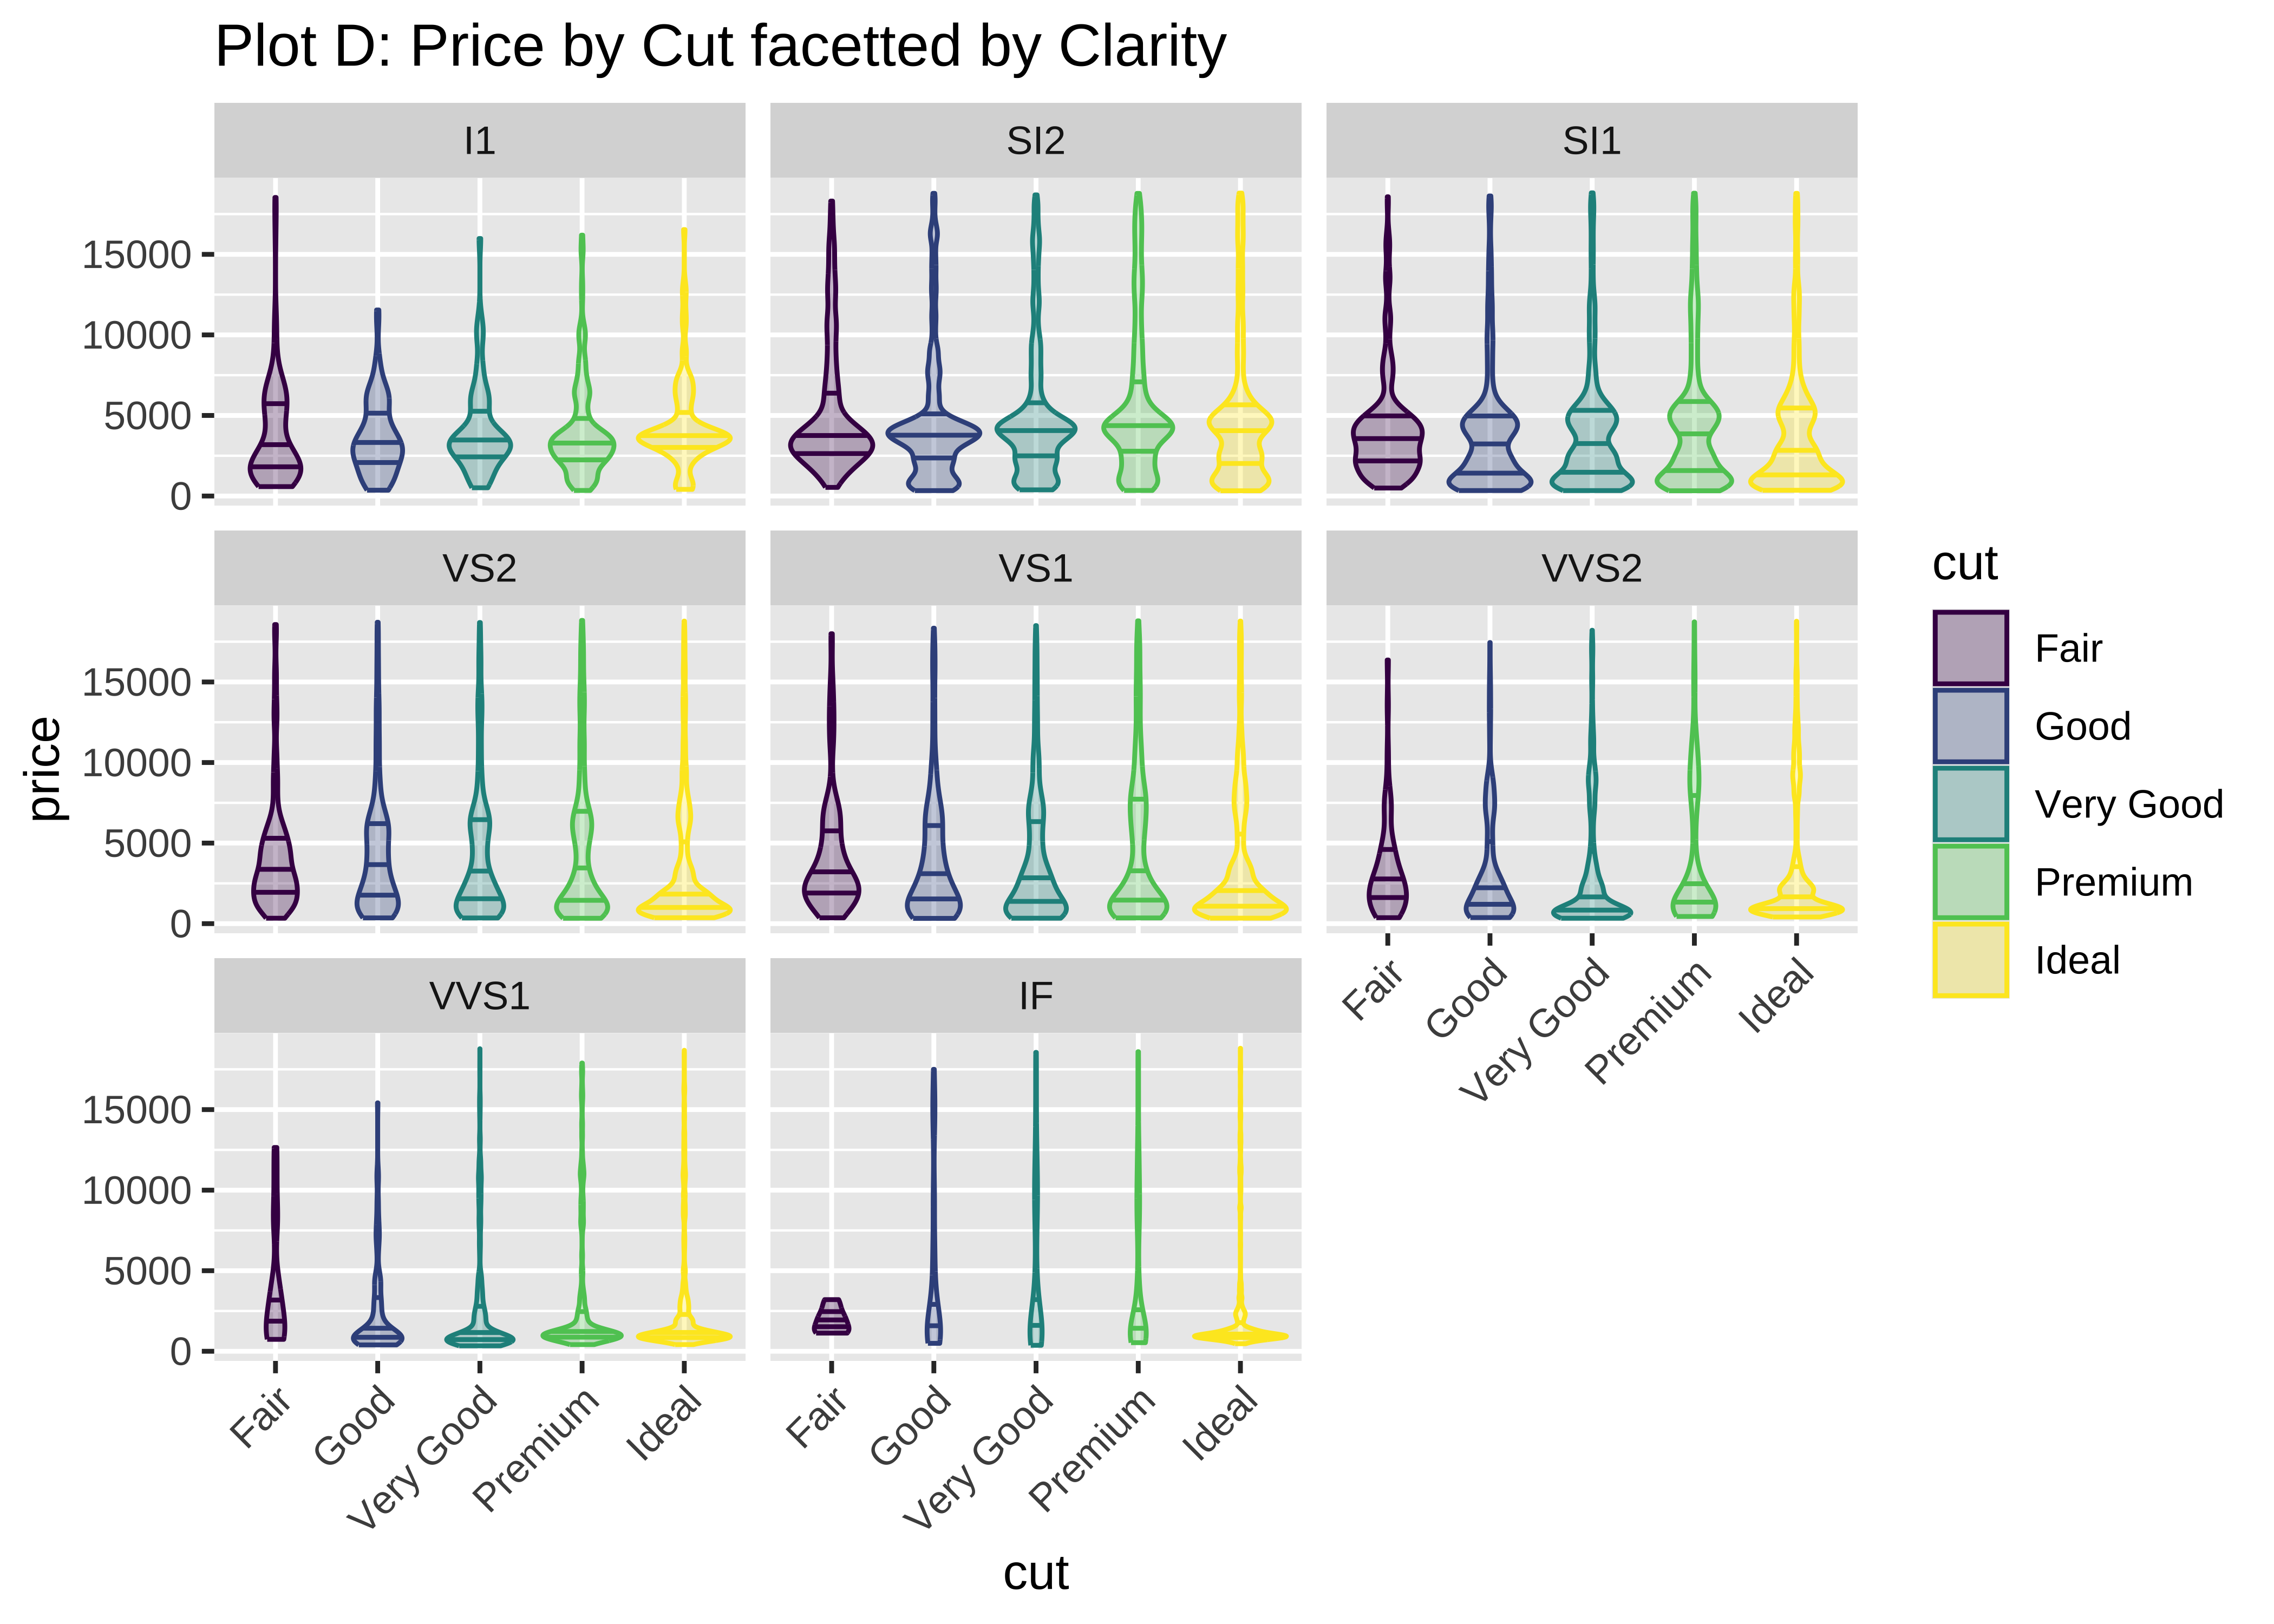 Plot D: Price by Cut facetted by Clarity
I1
SI2
SI1
15000
10000
5000
0
VS2
VS1
VVS2
15000
10000
5000
0
Fair
Good
Very Good
Premium
Ideal
VVS1
IF
15000
10000
5000
0
Fair
Good
Very Good
Premium
Ideal
Fair
Good
Very Good
Premium
Ideal
price
cut
cut
Fair
Good
Very Good
Premium
Ideal